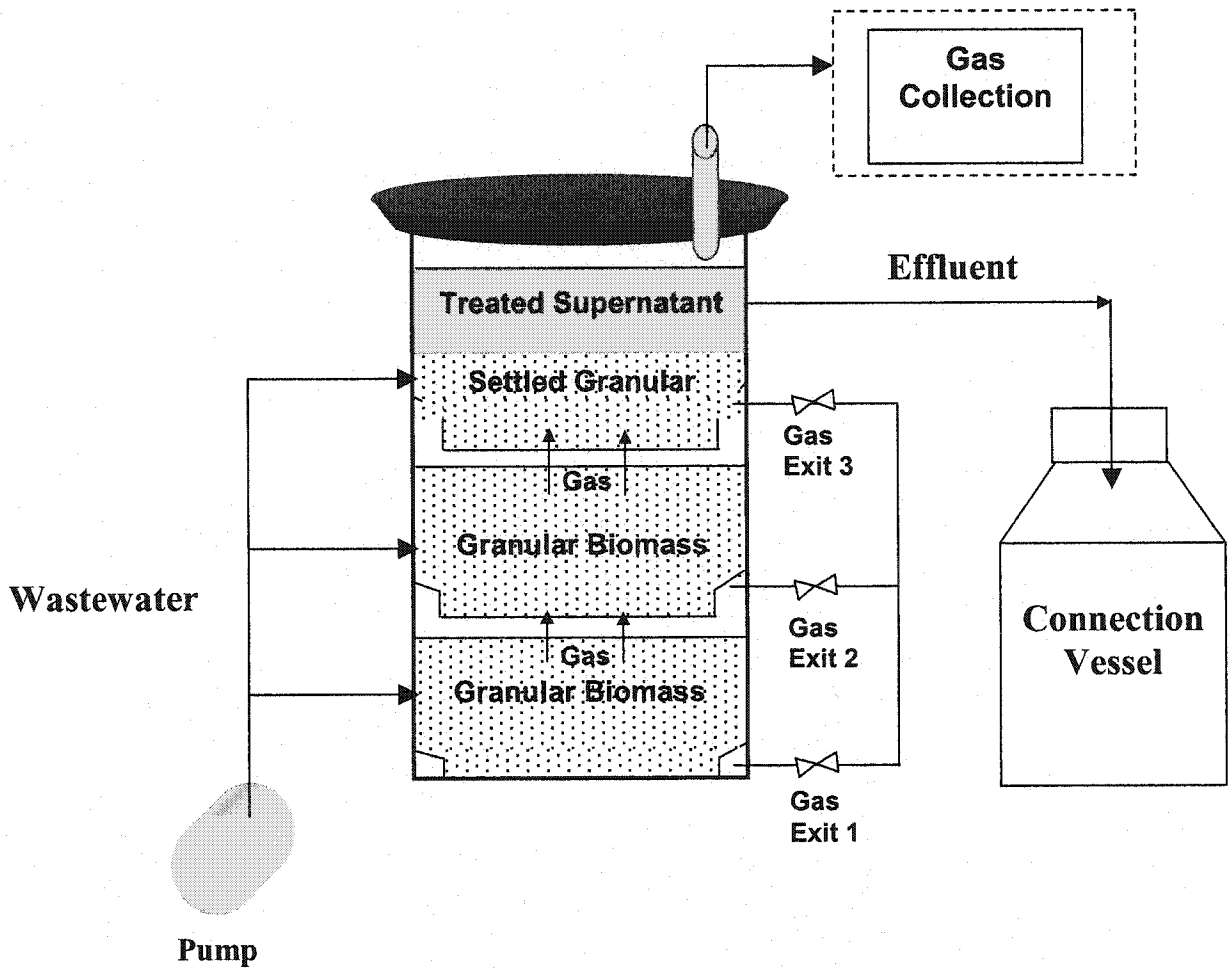 Gas
Collection
Effluent
Treated Supernatant
Settled Granular
Gas
Exit 3
Gas
Granular Biomass
Wastewater
Gas
Exit 2
Gas
Granular Biomass
Connection
Vessel
Gas
Exit 1
Pump